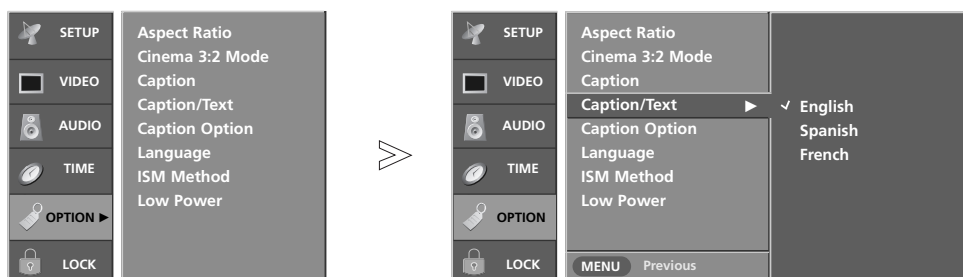 SETUP
VIDEO
AUDIO
TIME
OPTION ►
LOCK
Aspect Ratio
Cinema 3:2 Mode
Caption
Caption/Text
Caption Option
Language
ISM Method
Low Power
SETUP
VIDEO
AUDIO
TIME
OPTION
LOCK
Aspect Ratio
Cinema 3:2 Mode
Caption
Caption/Text ►
Caption Option
Language
ISM Method
Low Power
MENU Previous
✓ English
Spanish
French